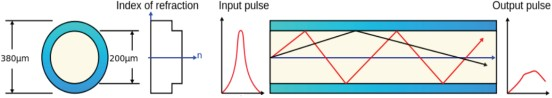 Index of refraction
Input pulse
Output pulse
380µm
200µm
n